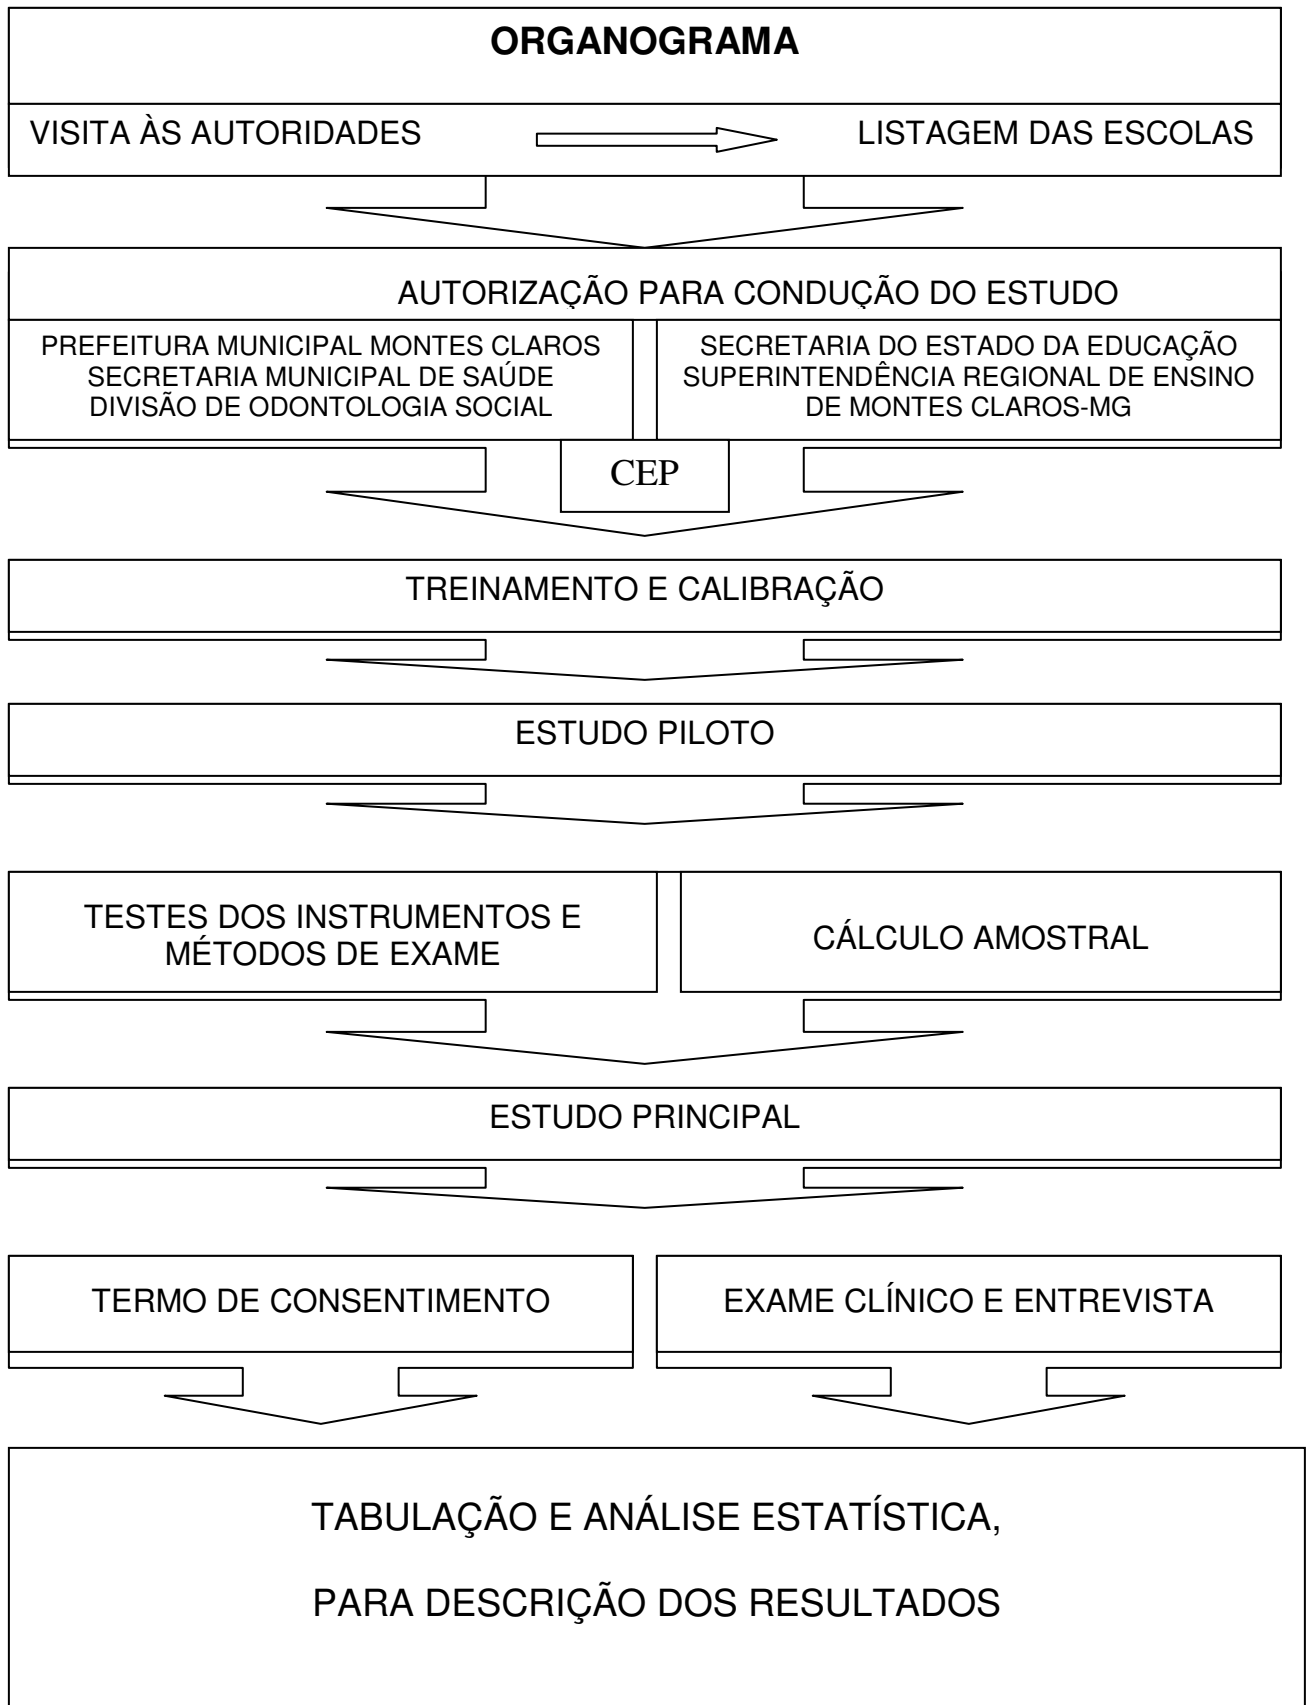 ORGANOGRAMA
VISITA ÀS AUTORIDADES
LISTAGEM DAS ESCOLAS
AUTORIZAÇÃO PARA CONDUÇÃO DO ESTUDO
PREFEITURA MUNICIPAL MONTES CLAROS
SECRETARIA MUNICIPAL DE SAÚDE
DIVISÃO DE ODONTOLOGIA SOCIAL
SECRETARIA DO ESTADO DA EDUCAÇÃO
SUPERINTENDÊNCIA REGIONAL DE ENSINO
DE MONTES CLAROS-MG
CEP
TREINAMENTO E CALIBRAÇÃO
ESTUDO PILOTO
TESTES DOS INSTRUMENTOS E
MÉTODOS DE EXAME
CÁLCULO AMOSTRAL
ESTUDO PRINCIPAL
TERMO DE CONSENTIMENTO
EXAME CLÍNICO E ENTREVISTA
TABULAÇÃO E ANÁLISE ESTATÍSTICA,
PARA DESCRIÇÃO DOS RESULTADOS